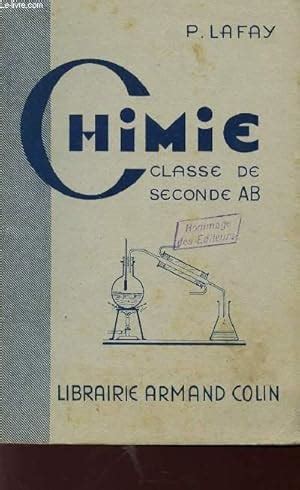 P. LAFAY
CHiMiE
CLASSE DE
SECONDE AB
Hommage
des Editeurs
LIBRAIRIE ARMAND COLIN